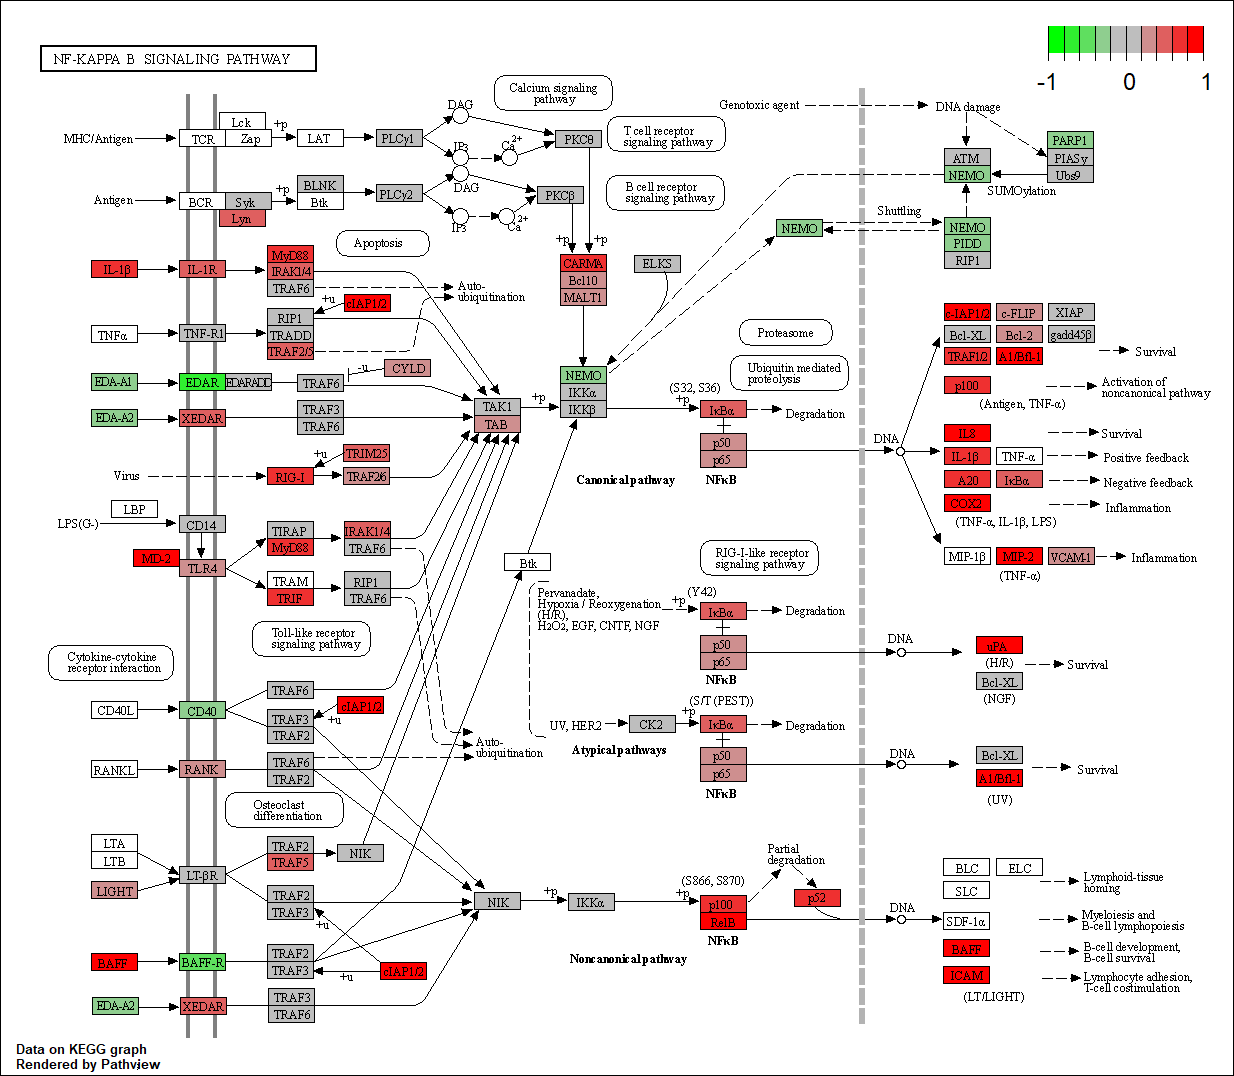 NF-KAPPA B SIGNALING PATHWAY
-1 0 1
Calcium signaling
pathway
T cell receptor
signaling pathway
B cell receptor
signaling pathway
Genotoxic agent
DNA damage
MHC/Antigen
TCR
Lck
Zap
+p
LAT
PLCγ1
DAG
IP3
Ca2+
PKCθ
ATM
NEMO
PARP1
PIASy
Ubs9
SUMOylation
Antigen
BCR
Syk
Lyn
+p
BLNK
Btk
PLCγ2
DAG
IP3
Ca2+
PKCβ
+p
+p
Shuttling
NEMO
NEMO
PIDD
RIP1
Apoptosis
IL-1β
IL-1R
MyD88
IRAK1/4
TRAF6
Auto-
ubiquitination
CARMA
Bcl10
MALT1
ELKS
TNFα
TNF-R1
RIP1
TRADD
TRAF2/5
+u
cIAP1/2
Proteasome
Ubiquitin mediated
proteolysis
EDA-A1
EDAR
EDARADD
TRAF6
-u
CYLD
EDA-A2
XEDAR
TRAF3
TRAF6
TAK1
TAB
+p
NEMO
IKKα
IKKβ
(S32, S36)
+p
IκBα
Degradation
p50
p65
NFκB
Canonical pathway
DNA
Virus
RIG-I
+u
TRIM25
TRAF2/6
c-IAP1/2
c-FLIP
XIAP
Bcl-XL
Bcl-2
gadd45β
TRAF1/2
A1/Bfl-1
Survival
p100
Activation of
noncanonical pathway
(Antigen, TNF-α)
IL8
Survival
IL-1β
TNF-α
Positive feedback
A20
IκBα
Negative feedback
COX2
Inflammation
(TNF-α, IL-1β, LPS)
MIP-1β
MIP-2
VCAM-1
Inflammation
(TNF-α)
LPS(G-)
LBP
CD14
MD-2
TLR4
TIRAP
MyD88
IRAK1/4
TRAF6
TRAM
TRIF
RIP1
TRAF6
Btk
RIG-I-like receptor
signaling pathway
Pervanadate,
Hypoxia / Reoxygenation
(H/R),
H2O2, EGF, CNTF, NGF
+p
(Y42)
IκBα
Degradation
p50
p65
NFκB
DNA
uPA
(H/R)
Bcl-XL
(NGF)
Survival
Toll-like receptor
signaling pathway
Cytokine-cytokine
receptor interaction
CD40L
CD40
TRAF6
TRAF3
TRAF2
+u
cIAP1/2
Auto-
ubiquitination
UV, HER2
CK2
+p
(S/T (PEST))
IκBα
Degradation
p50
p65
NFκB
Atypical pathways
DNA
Bcl-XL
A1/Bfl-1
(UV)
Survival
RANKL
RANK
TRAF6
TRAF2
Osteoclast
differentiation
LTA
LTB
LIGHT
LT-βR
TRAF2
TRAF5
NIK
TRAF2
TRAF3
+u
NIK
+p
IKKα
+p
(S866, S870)
p100
RelB
NFκB
Partial
degradation
p52
DNA
BLC
ELC
SLC
Lymphoid-tissue
homing
SDF-1α
Myeloiesis and
B-cell lymphopoiesis
BAFF
B-cell development,
B-cell survival
ICAM
Lymphocyte adhesion,
T-cell costimulation
(LT/LIGHT)
BAFF
BAFF-R
TRAF2
TRAF3
+u
cIAP1/2
Noncanonical pathway
EDA-A2
XEDAR
TRAF3
TRAF6
Data on KEGG graph
Rendered by Pathview